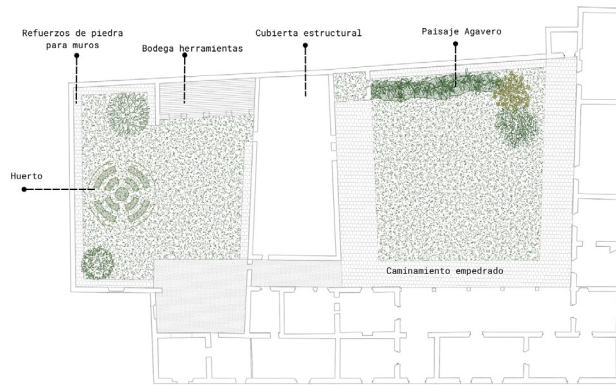 Refuerzos de piedra
para muros
Bodega herramientas
Cubierta estructural
Paisaje Agavero
Huerto
Caminamiento empedrado